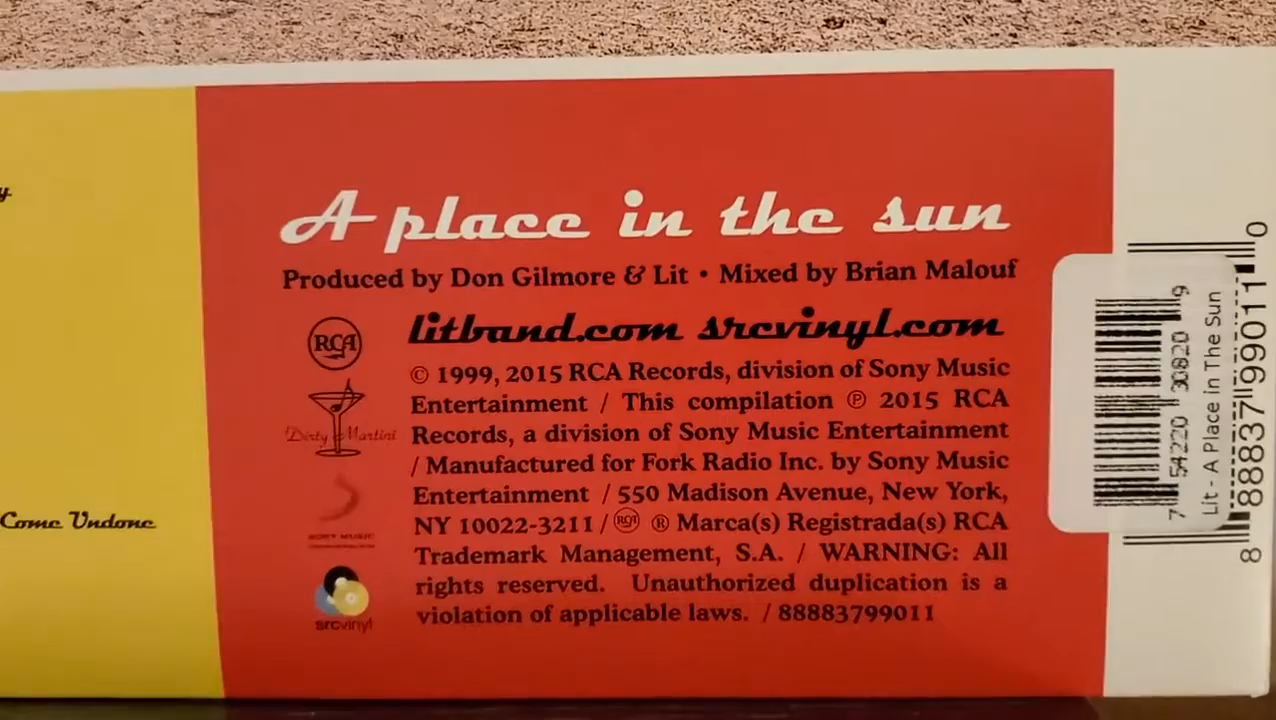 Come Undone
A place in the sun
Produced by Don Gilmore & Lit • Mixed by Brian Malouf
litband.com srcvinyl.com
RCA
Dirty Martini
SONY MUSIC
srcvinyl
© 1999, 2015 RCA Records, division of Sony Music
Entertainment / This compilation ℗ 2015 RCA
Records, a division of Sony Music Entertainment
/ Manufactured for Fork Radio Inc. by Sony Music
Entertainment / 550 Madison Avenue, New York,
NY 10022-3211 / RCA ® Marca(s) Registrada(s) RCA
Trademark Management, S.A. / WARNING: All
rights reserved. Unauthorized duplication is a
violation of applicable laws. / 88883799011
7 54220 30820 9
Lit - A Place in The Sun
8 88837 99011 0